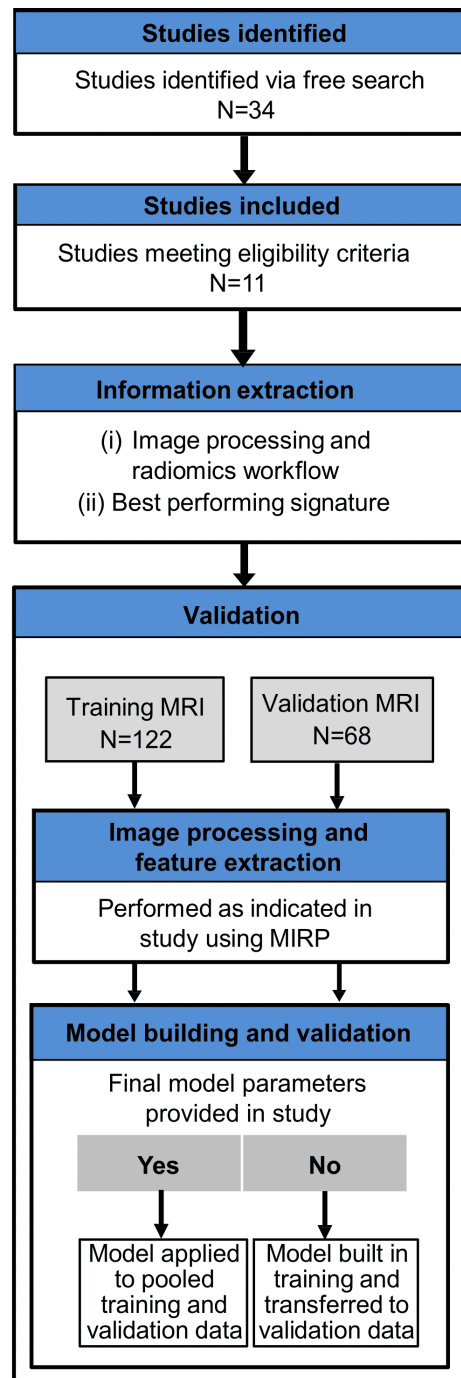 Studies identified
Studies identified via free search
N=34
Studies included
Studies meeting eligibility criteria
N=11
Information extraction
(i) Image processing and
radiomics workflow
(ii) Best performing signature
Validation
Training MRI
N=122
Validation MRI
N=68
Image processing and
feature extraction
Performed as indicated in
study using MIRP
Model building and validation
Final model parameters
provided in study
Yes
No
Model applied
to pooled
training and
validation data
Model built in
training and
transferred to
validation data